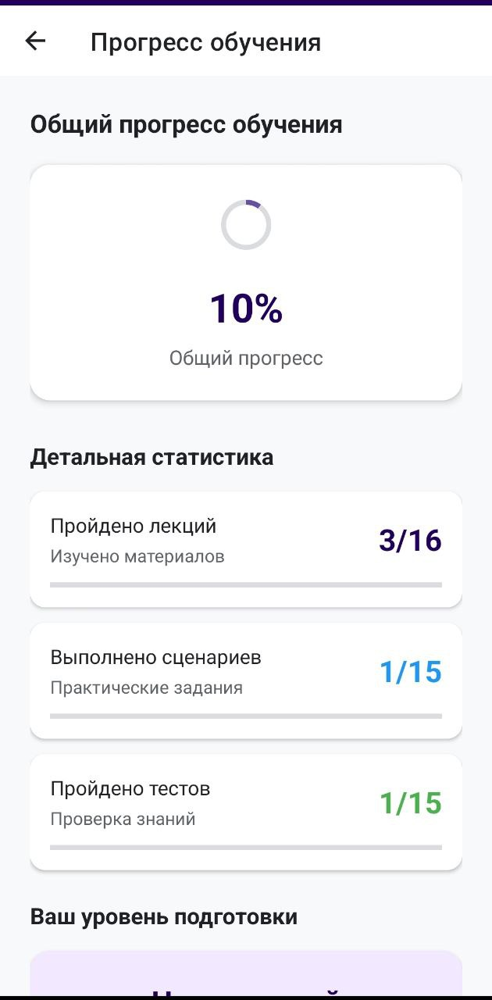 Прогресс обучения
Общий прогресс обучения
10%
Общий прогресс
Детальная статистика
Пройдено лекций
3/16
Изучено материалов
Выполнено сценариев
1/15
Практические задания
Пройдено тестов
1/15
Проверка знаний
Ваш уровень подготовки